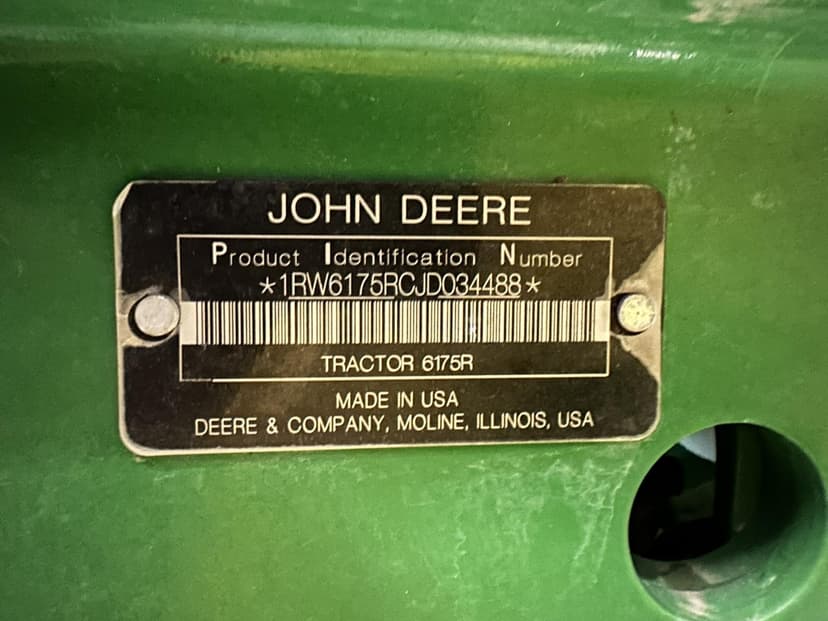 JOHN DEERE
Product Identification Number
*1RW6175RCJD034488*
TRACTOR 6175R
MADE IN USA
DEERE & COMPANY, MOLINE, ILLINOIS, USA